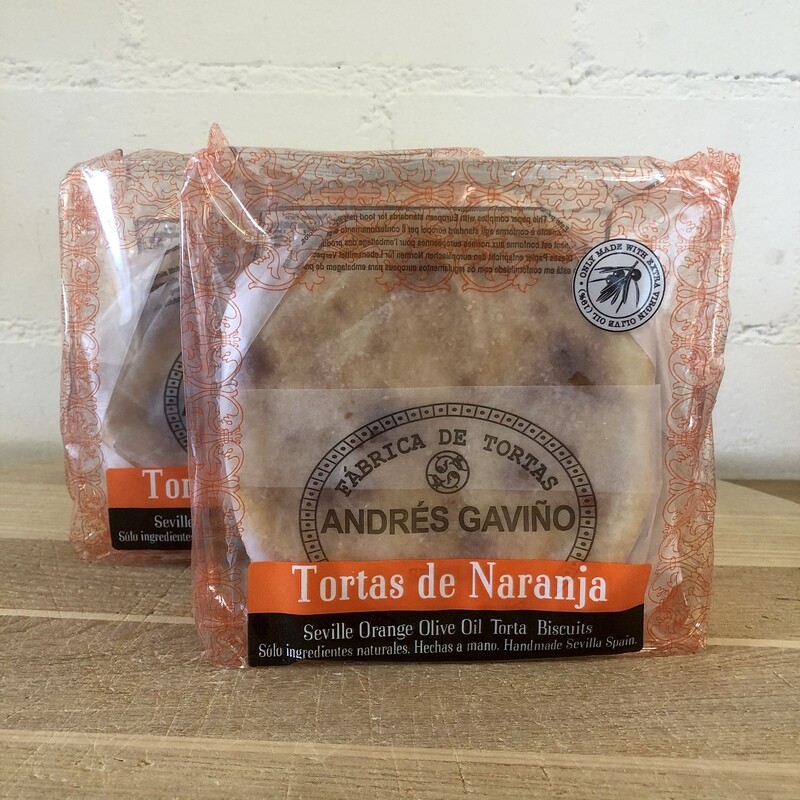 ONLY MADE WITH EXTRA VIRGIN OLIVE OIL (19%)
FÁBRICA DE TORTAS
ANDRÉS GAVIÑO
Tortas de Naranja
Seville Orange Olive Oil Torta Biscuits
Sólo ingredientes naturales. Hechas a mano. Handmade Sevilla Spain.
Tor
Seville
Sólo ingredientes